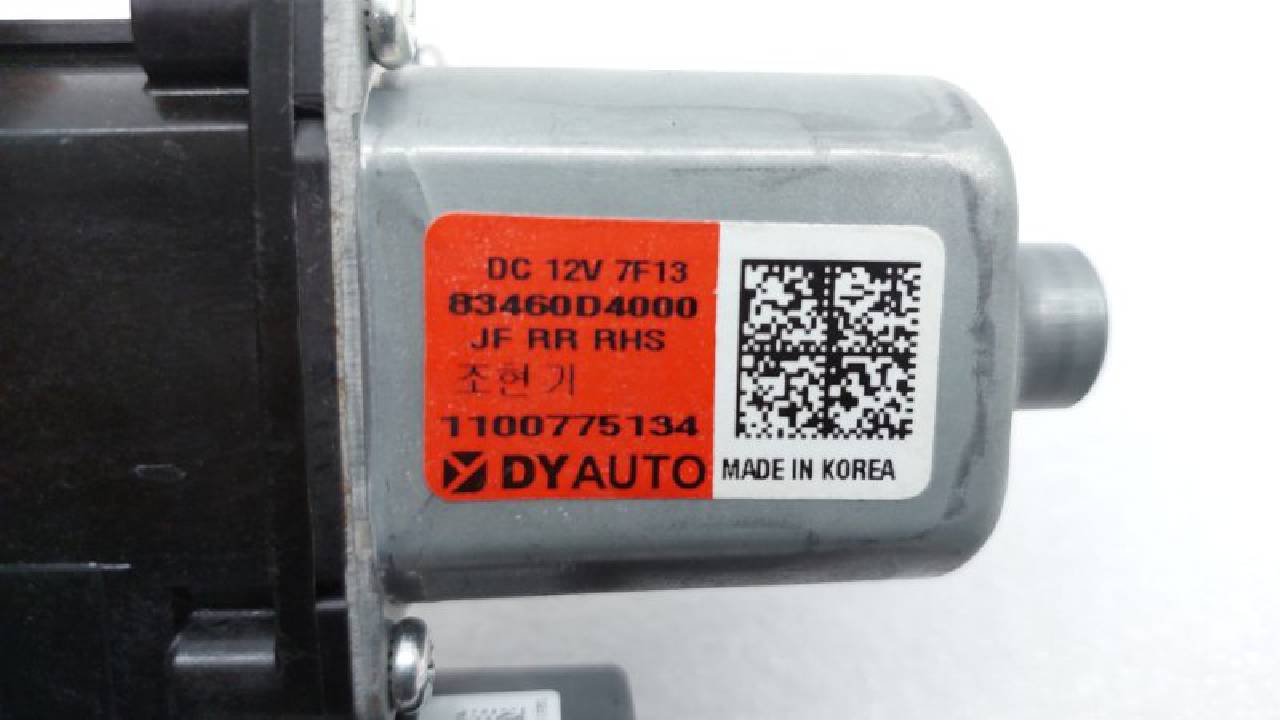 DC 12V 7F13
83460D4000
JF RR RHS
조현기
1100775134
DYAUTO
MADE IN KOREA